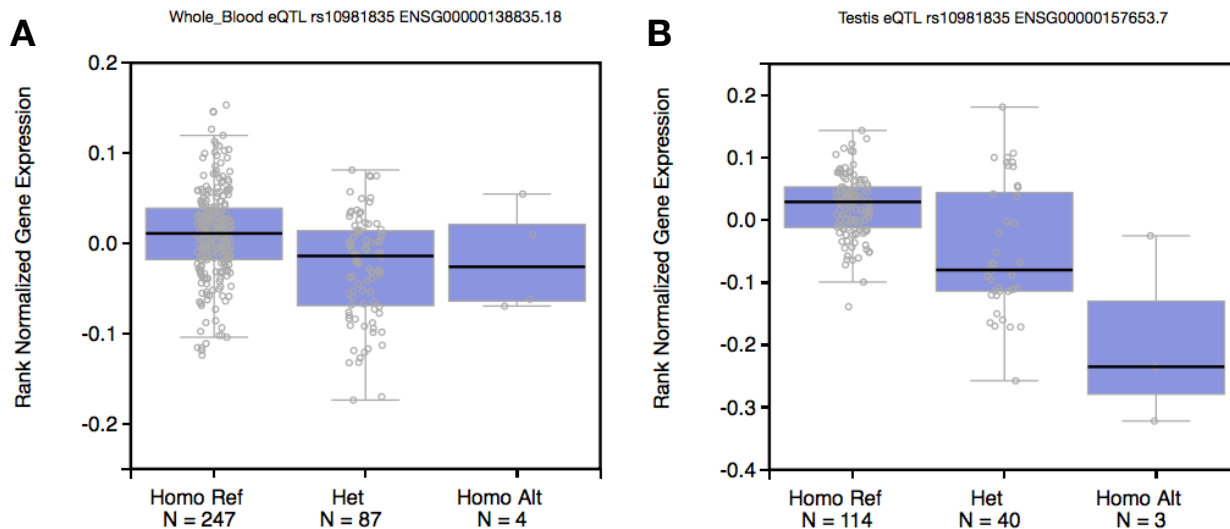 A
Whole_Blood eQTL rs10981835 ENSG00000138835.18
Rank Normalized Gene Expression
0.2
0.1
0.0
-0.1
-0.2
Homo Ref
N = 247
Het
N = 87
Homo Alt
N = 4
B
Testis eQTL rs10981835 ENSG00000157653.7
Rank Normalized Gene Expression
0.2
0.1
0.0
-0.1
-0.2
-0.3
-0.4
Homo Ref
N = 114
Het
N = 40
Homo Alt
N = 3